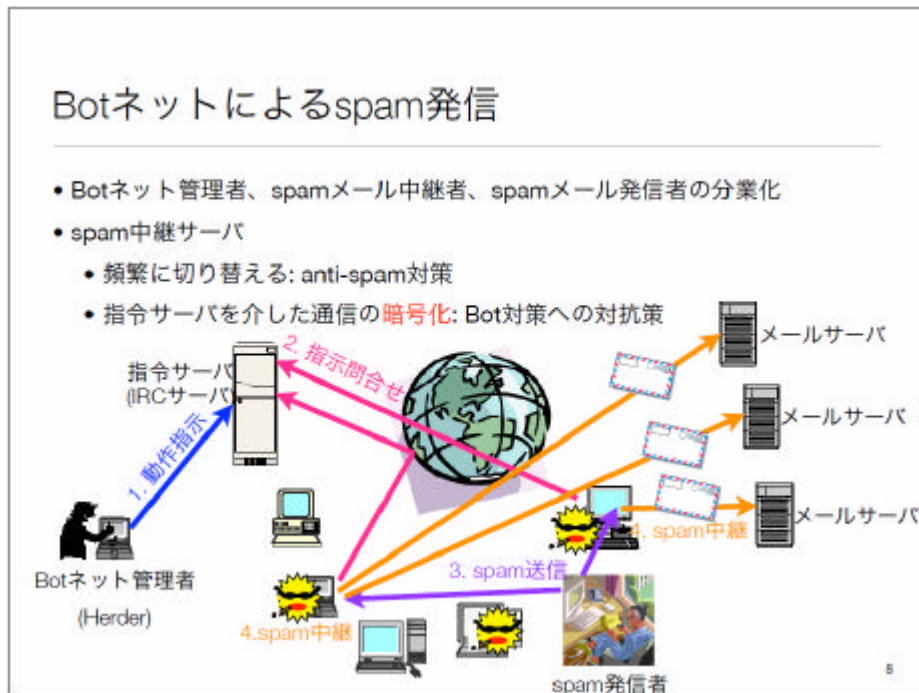 Botネットによるspam発信
• Botネット管理者、spamメール中継者、spamメール発信者の分業化
• spam中継サーバ
• 頻繁に切り替える: anti-spam対策
• 指令サーバを介した通信の暗号化: Bot対策への対抗策
メールサーバ
2. 指示問合せ
指令サーバ
(IRCサーバ)
メールサーバ
1. 動作指示
メールサーバ
4. spam中継
Botネット管理者
(Herder)
3. spam送信
4.spam中継
spam発信者
8